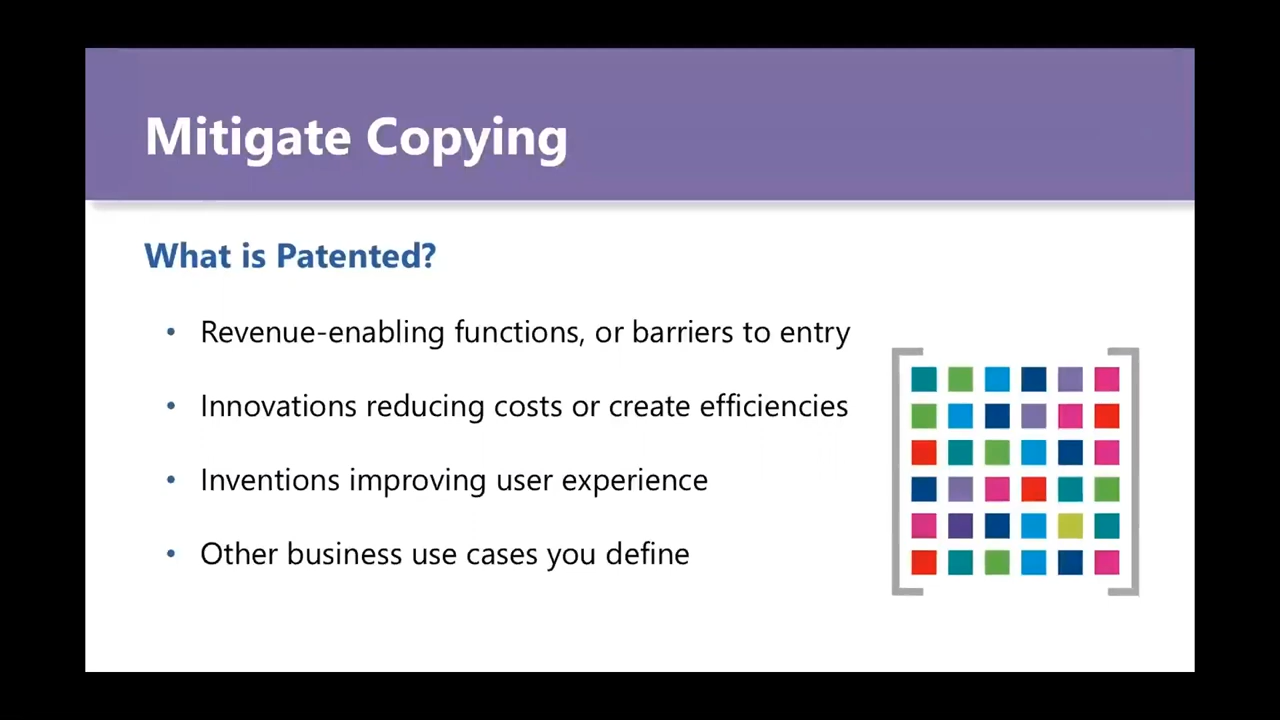 Mitigate Copying
What is Patented?
• Revenue-enabling functions, or barriers to entry
• Innovations reducing costs or create efficiencies
• Inventions improving user experience
• Other business use cases you define